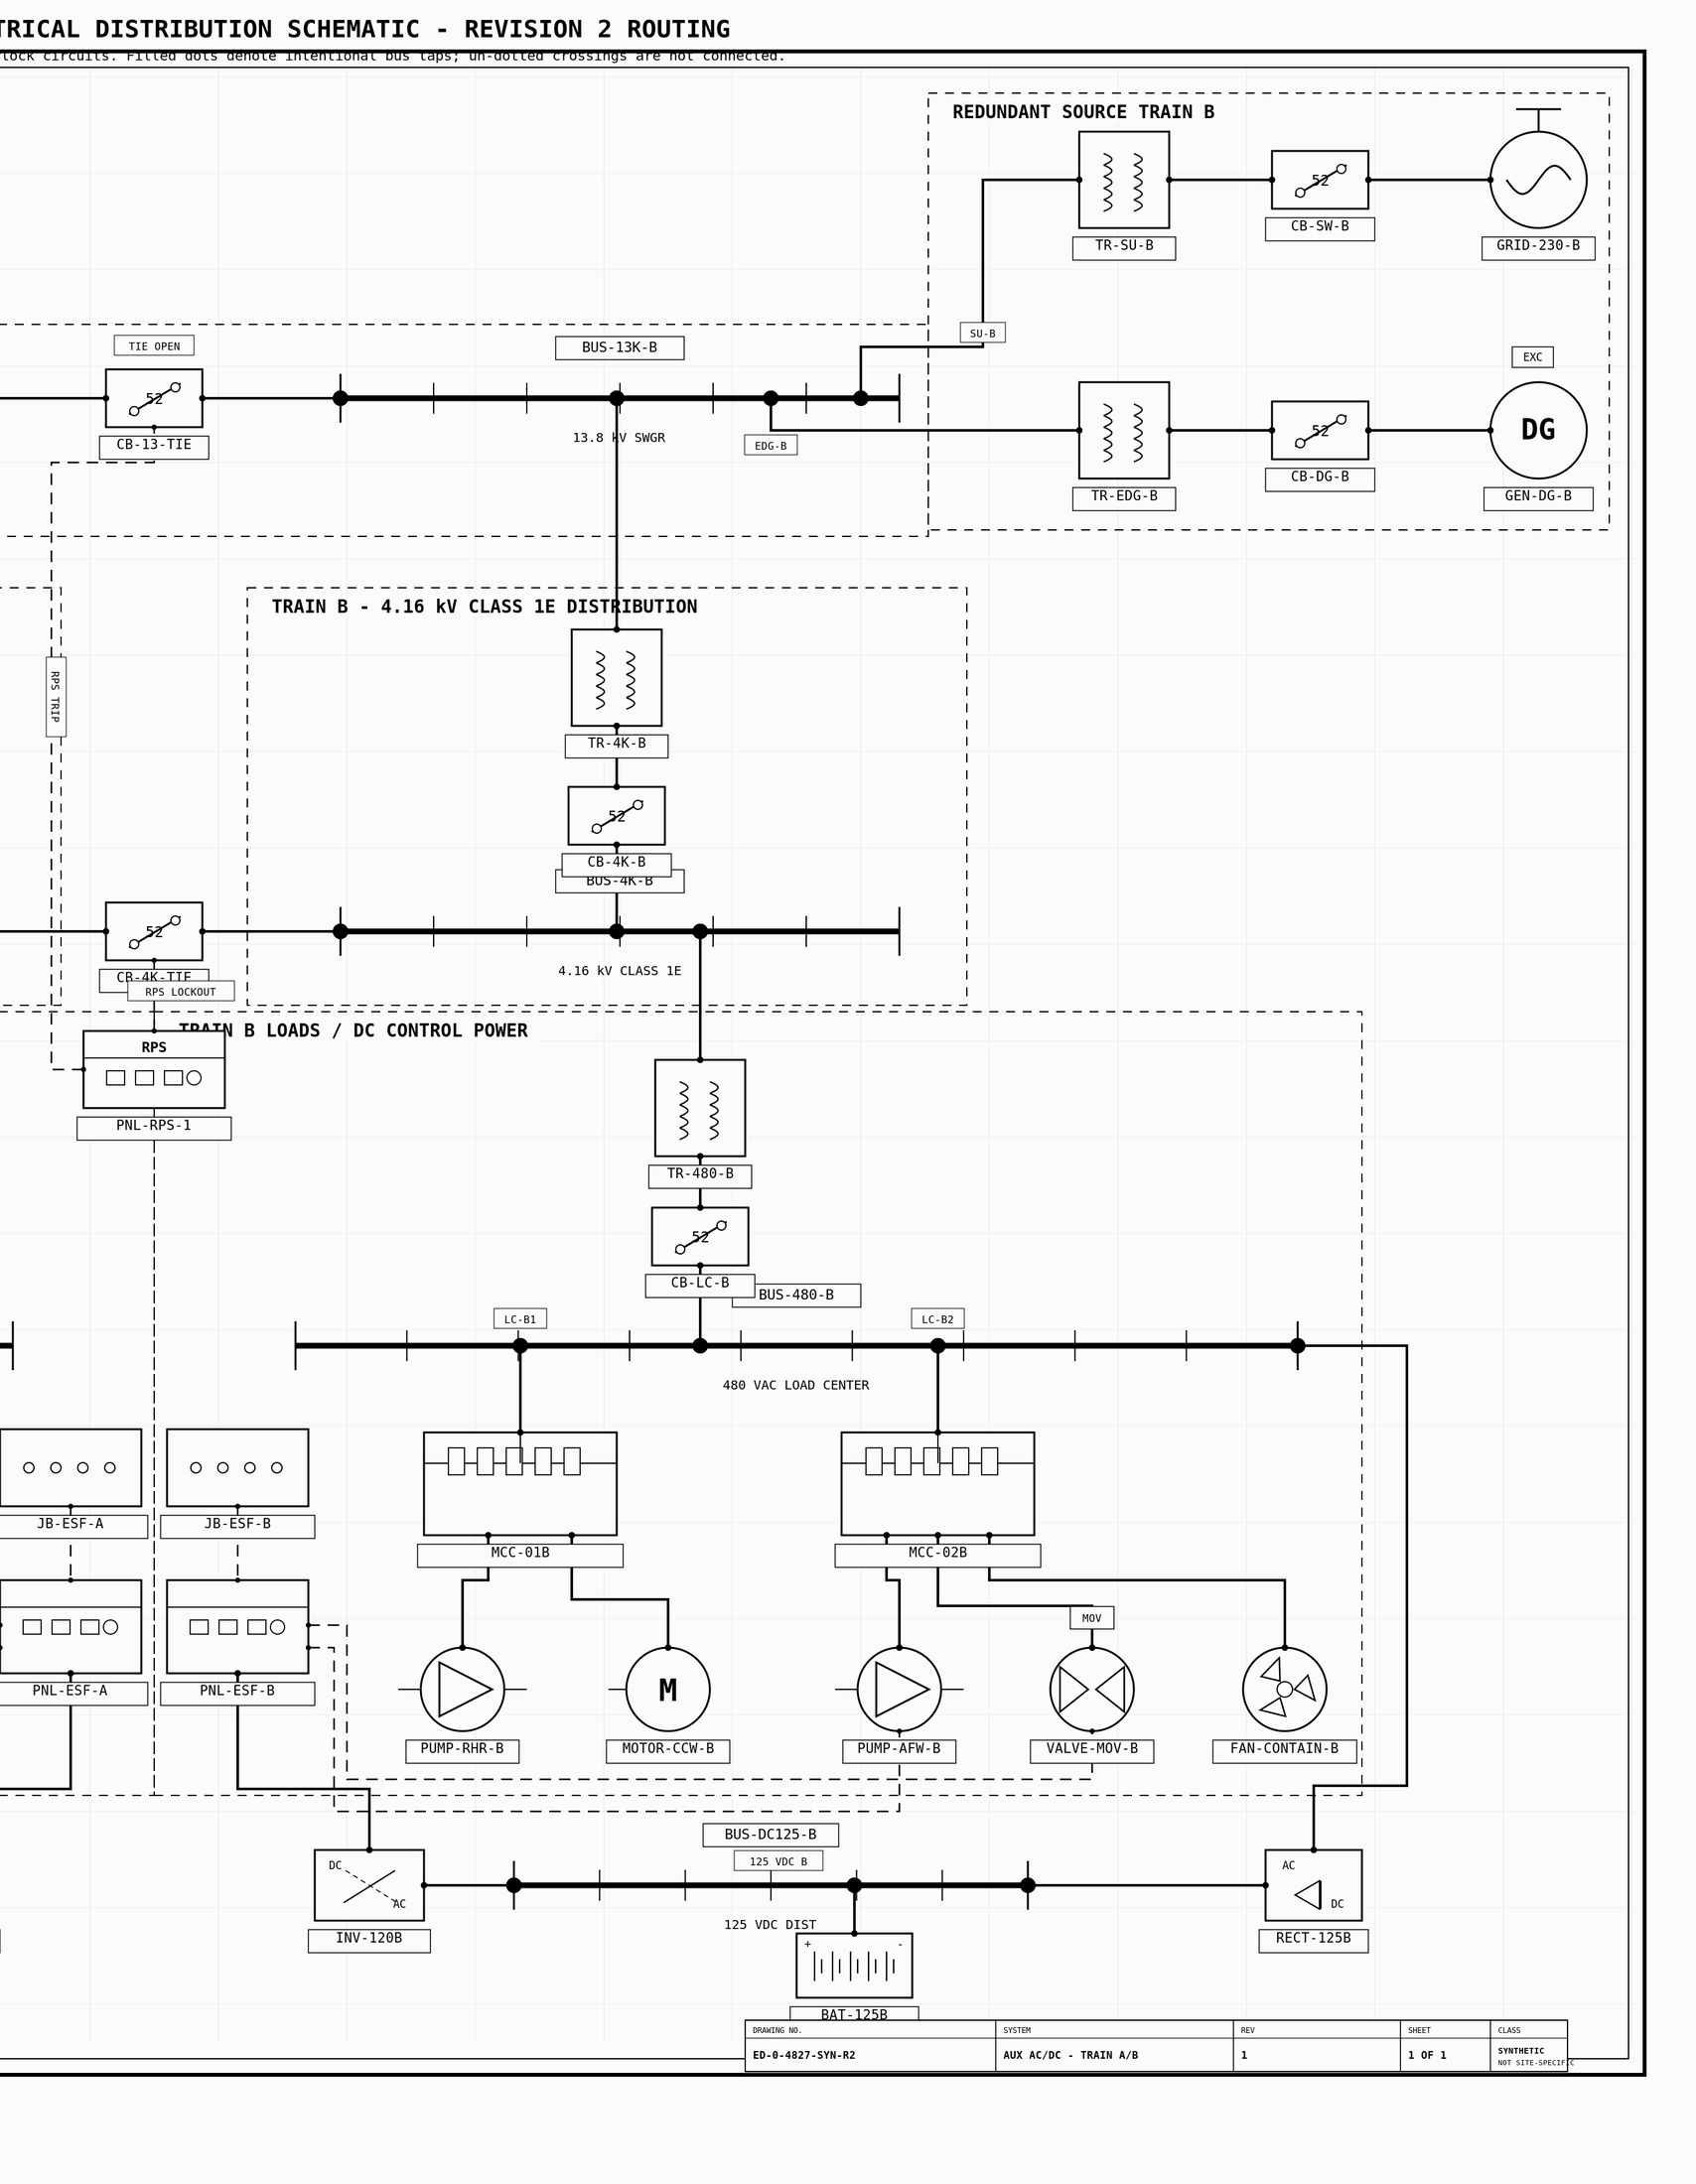 TRICAL DISTRIBUTION SCHEMATIC - REVISION 2 ROUTING
lock circuits. Filled dots denote intentional bus taps; un-dotted crossings are not connected.
REDUNDANT SOURCE TRAIN B
52
TR-SU-B
CB-SW-B
GRID-230-B
SU-B
TIE OPEN
BUS-13K-B
EXC
52
CB-13-TIE
13.8 kV SWGR
EDG-B
52
DG
TR-EDG-B
CB-DG-B
GEN-DG-B
TRAIN B - 4.16 kV CLASS 1E DISTRIBUTION
RPS TRIP
TR-4K-B
52
CB-4K-B
BUS-4K-B
52
CB-4K-TIE
4.16 kV CLASS 1E
RPS LOCKOUT
TRAIN B LOADS / DC CONTROL POWER
RPS
PNL-RPS-1
TR-480-B
52
CB-LC-B
BUS-480-B
LC-B1
LC-B2
480 VAC LOAD CENTER
JB-ESF-A
JB-ESF-B
MCC-01B
MCC-02B
MOV
M
PNL-ESF-A
PNL-ESF-B
PUMP-RHR-B
MOTOR-CCW-B
PUMP-AFW-B
VALVE-MOV-B
FAN-CONTAIN-B
BUS-DC125-B
125 VDC B
DC
AC
AC
DC
125 VDC DIST
INV-120B
RECT-125B
+ -
BAT-125B
DRAWING NO. SYSTEM REV SHEET CLASS
ED-0-4827-SYN-R2 AUX AC/DC - TRAIN A/B 1 1 OF 1 SYNTHETIC
NOT SITE-SPECIFIC